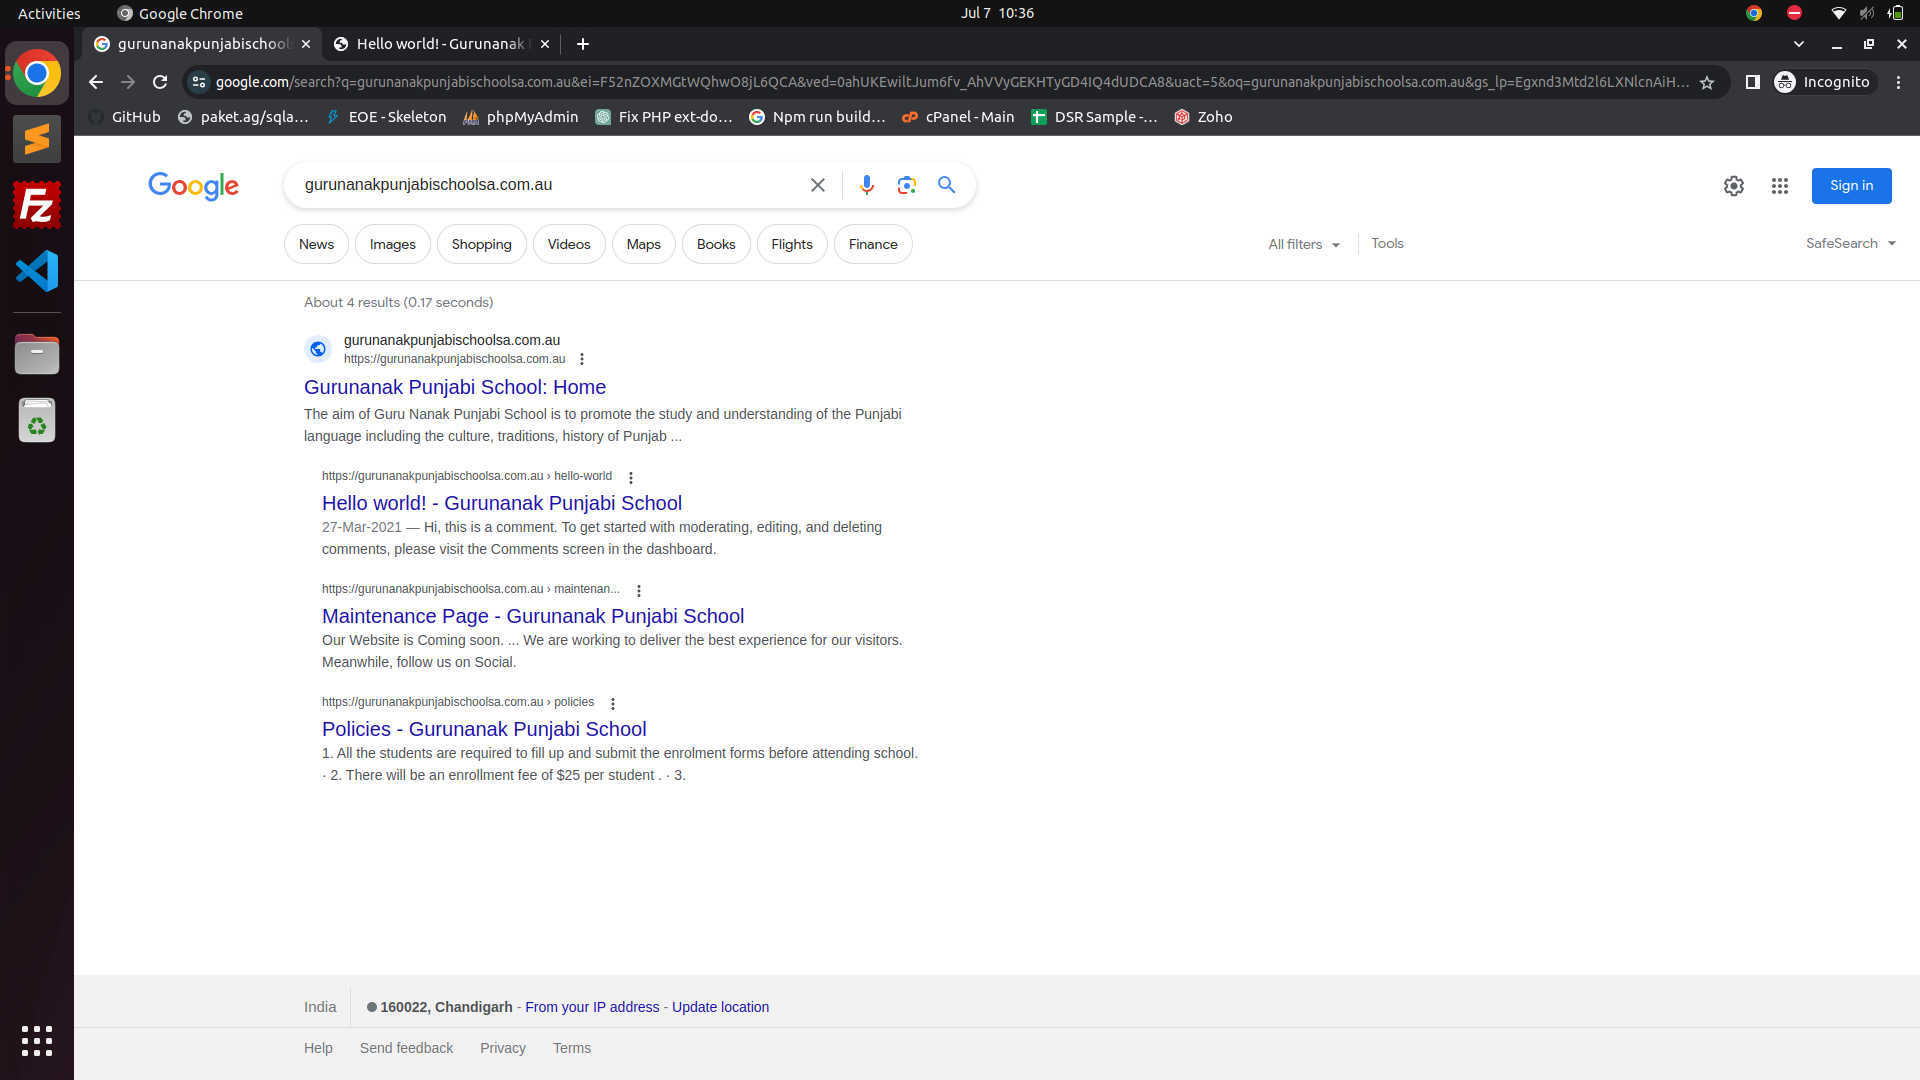 Activities
Google Chrome
Jul 7 10:36
gurunanakpunjabischool
Hello world! - Gurunanak
google.com/search?q=gurunanakpunjabischoolsa.com.au&ei=F52nZOXMGtWQhwO8jL6QCA&ved=0ahUKEwiltJum6fv_AhVVyGEKHTyGD4IQ4dUDCA8&uact=5&oq=gurunanakpunjabischoolsa.com.au&gs_lp=Egxnd3Mtd2l6LXNlcnAiH...
Incognito
GitHub
paket.ag/sqla...
EOE - Skeleton
phpMyAdmin
Fix PHP ext-do...
Npm run build...
cPanel - Main
DSR Sample -...
Zoho
Google
gurunanakpunjabischoolsa.com.au
Sign in
News
Images
Shopping
Videos
Maps
Books
Flights
Finance
All filters
Tools
SafeSearch
About 4 results (0.17 seconds)
gurunanakpunjabischoolsa.com.au
https://gurunanakpunjabischoolsa.com.au
Gurunanak Punjabi School: Home
The aim of Guru Nanak Punjabi School is to promote the study and understanding of the Punjabi
language including the culture, traditions, history of Punjab ...
https://gurunanakpunjabischoolsa.com.au › hello-world
Hello world! - Gurunanak Punjabi School
27-Mar-2021 — Hi, this is a comment. To get started with moderating, editing, and deleting
comments, please visit the Comments screen in the dashboard.
https://gurunanakpunjabischoolsa.com.au › maintenan...
Maintenance Page - Gurunanak Punjabi School
Our Website is Coming soon. ... We are working to deliver the best experience for our visitors.
Meanwhile, follow us on Social.
https://gurunanakpunjabischoolsa.com.au › policies
Policies - Gurunanak Punjabi School
1. All the students are required to fill up and submit the enrolment forms before attending school.
· 2. There will be an enrollment fee of $25 per student . · 3.
India
160022, Chandigarh - From your IP address - Update location
Help
Send feedback
Privacy
Terms